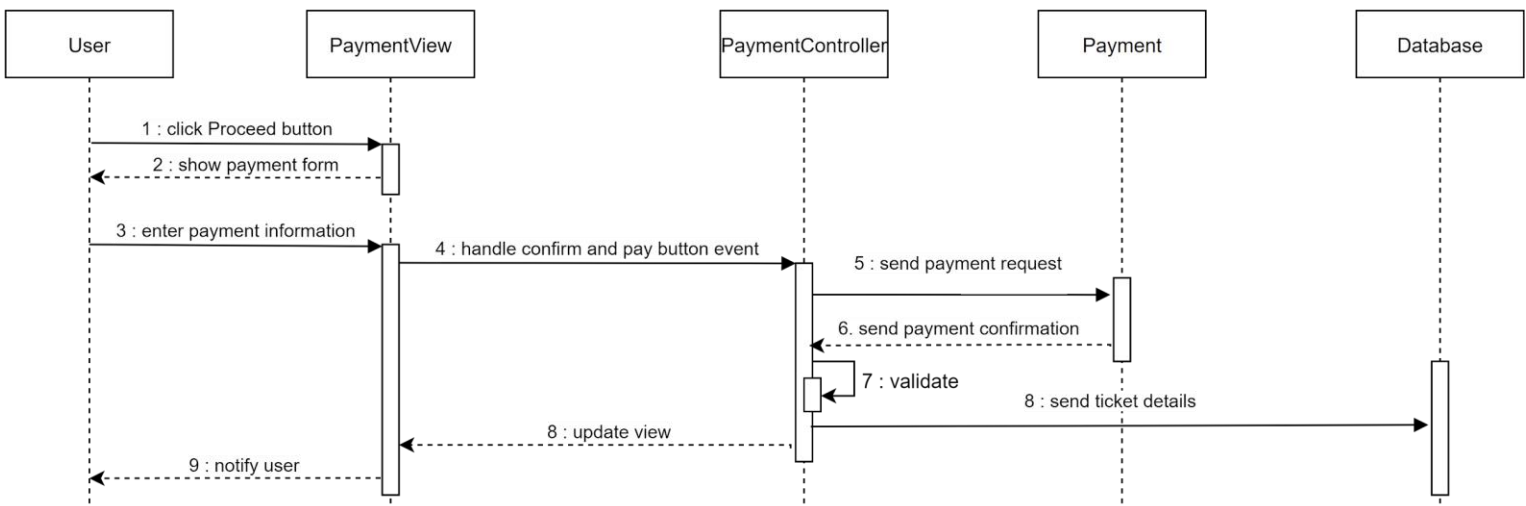 User
PaymentView
PaymentController
Payment
Database
1 : click Proceed button
2 : show payment form
3 : enter payment information
4 : handle confirm and pay button event
5 : send payment request
6. send payment confirmation
7 : validate
8 : send ticket details
8 : update view
9 : notify user